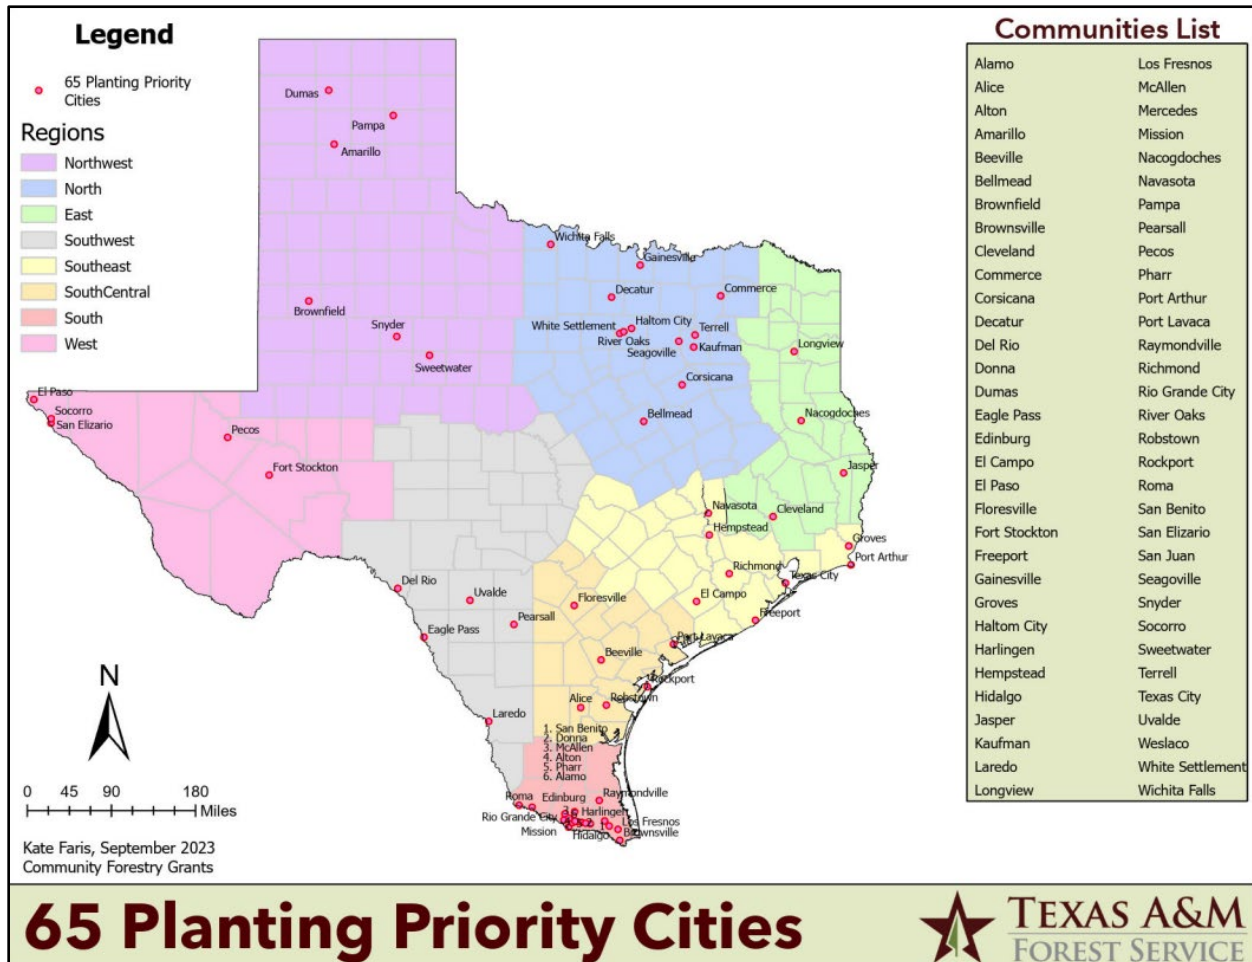 Legend
65 Planting Priority
Cities
Regions
Northwest
North
East
Southwest
Southeast
SouthCentral
South
West
Dumas
Pampa
Amarillo
Wichita Falls
Gainesville
Decatur
Commerce
Brownfield
Snyder
White Settlement
Haltom City
Terrell
River Oaks
Seagoville
Kaufman
Longview
Sweetwater
Corsicana
El Paso
Socorro
San Elizario
Pecos
Bellmead
Nacogdoches
Fort Stockton
Jasper
Navasota
Cleveland
Hempstead
Groves
Port Arthur
Richmond
Texas City
Del Rio
Uvalde
Floresville
El Campo
Pearsall
Freeport
Eagle Pass
Port Lavaca
Beeville
Rockport
Alice
Robstown
Laredo
1. San Benito
2. Donna
3. McAllen
4. Alton
5. Pharr
6. Alamo
Roma
Edinburg
Raymondville
Rio Grande City
Harlingen
Mission
Hidalgo
Los Fresnos
Brownsville
N
0 45 90 180
Miles
Kate Faris, September 2023
Community Forestry Grants
Communities List
Alamo
Alice
Alton
Amarillo
Beeville
Bellmead
Brownfield
Brownsville
Cleveland
Commerce
Corsicana
Decatur
Del Rio
Donna
Dumas
Eagle Pass
Edinburg
El Campo
El Paso
Floresville
Fort Stockton
Freeport
Gainesville
Groves
Haltom City
Harlingen
Hempstead
Hidalgo
Jasper
Kaufman
Laredo
Longview
Los Fresnos
McAllen
Mercedes
Mission
Nacogdoches
Navasota
Pampa
Pearsall
Pecos
Pharr
Port Arthur
Port Lavaca
Raymondville
Richmond
Rio Grande City
River Oaks
Robstown
Rockport
Roma
San Benito
San Elizario
San Juan
Seagoville
Snyder
Socorro
Sweetwater
Terrell
Texas City
Uvalde
Weslaco
White Settlement
Wichita Falls
65 Planting Priority Cities
TEXAS A&M
FOREST SERVICE